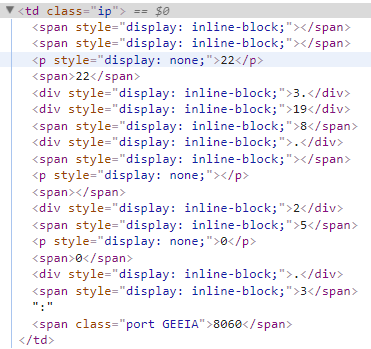 ▼<td class="ip"> == $0
<span style="display: inline-block;"></span>
<span style="display: inline-block;"></span>
<p style="display: none;">22</p>
<span>22</span>
<div style="display: inline-block;">3.</div>
<div style="display: inline-block;">19</div>
<span style="display: inline-block;">8</span>
<div style="display: inline-block;">.</div>
<span style="display: inline-block;"></span>
<p style="display: none;"></p>
<span></span>
<div style="display: inline-block;">2</div>
<span style="display: inline-block;">5</span>
<p style="display: none;">0</p>
<span>0</span>
<div style="display: inline-block;">.</div>
<span style="display: inline-block;">3</span>
":"
<span class="port GEEIA">8060</span>
</td>